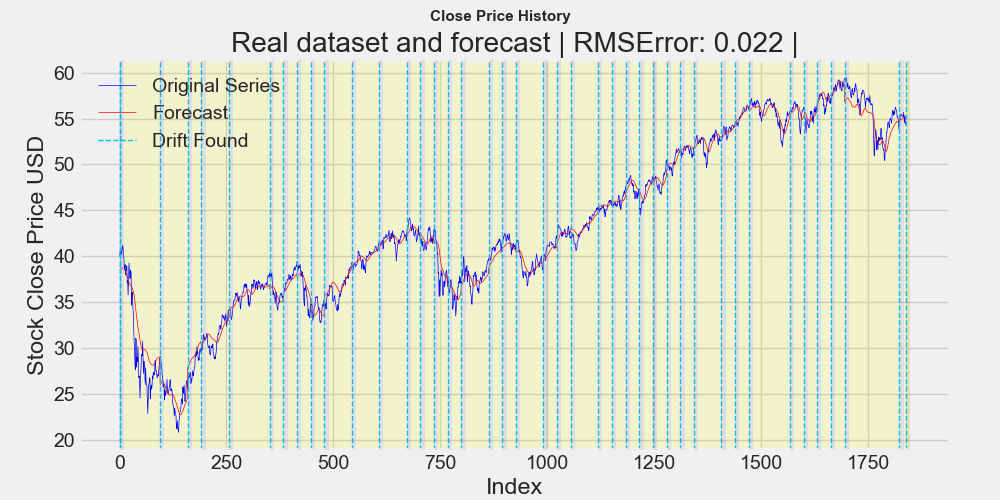 Close Price History
Real dataset and forecast | RMSError: 0.022 |
Stock Close Price USD
60
55
50
45
40
35
30
25
20
Original Series
Forecast
Drift Found
0 250 500 750 1000 1250 1500 1750
Index